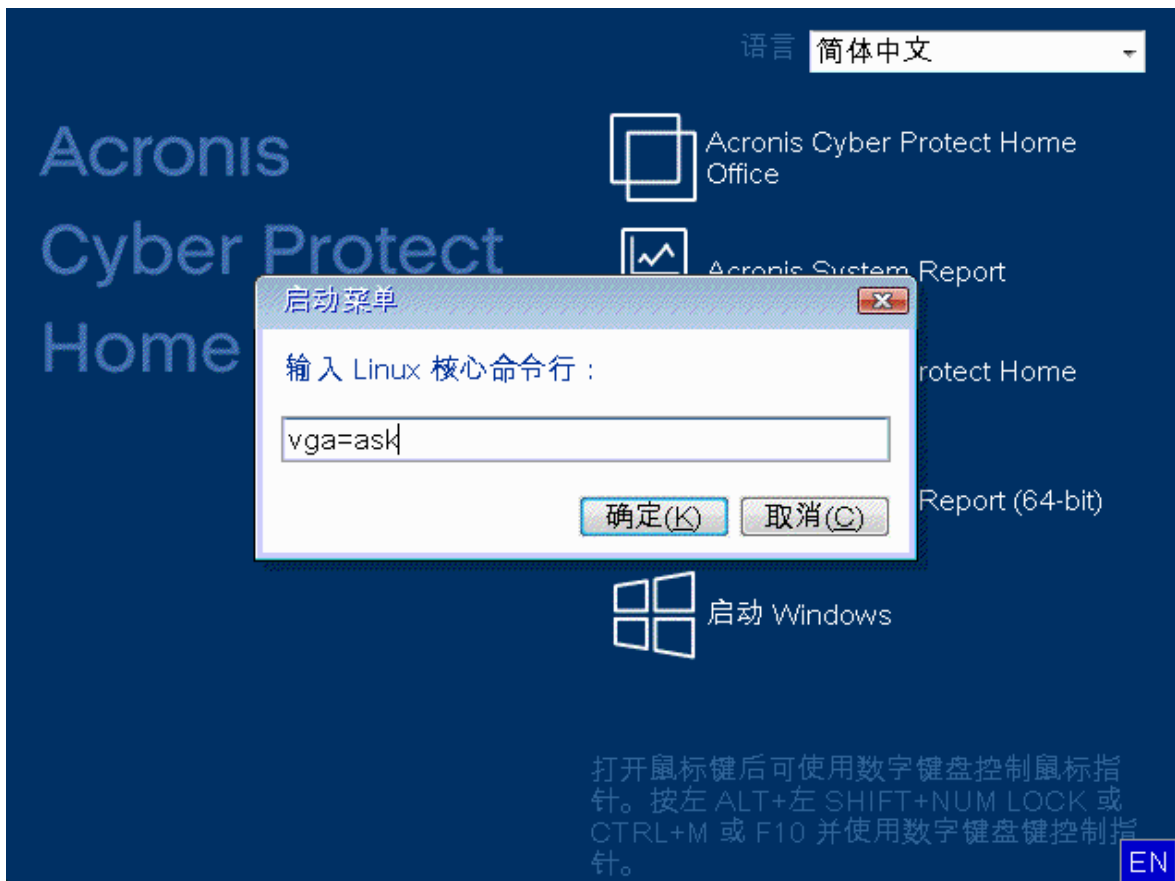 语言 简体中文
Acronis
Cyber Protect
Home
Acronis Cyber Protect Home
Office
Acronis System Report
rotect Home
Report (64-bit)
启动 Windows
启动菜单
输入 Linux 核心命令行：
vga=ask
确定(K) 取消(C)
打开鼠标键后可使用数字键盘控制鼠标指
针。按左 ALT+左 SHIFT+NUM LOCK 或
CTRL+M 或 F10 并使用数字键盘键控制指
针。
EN